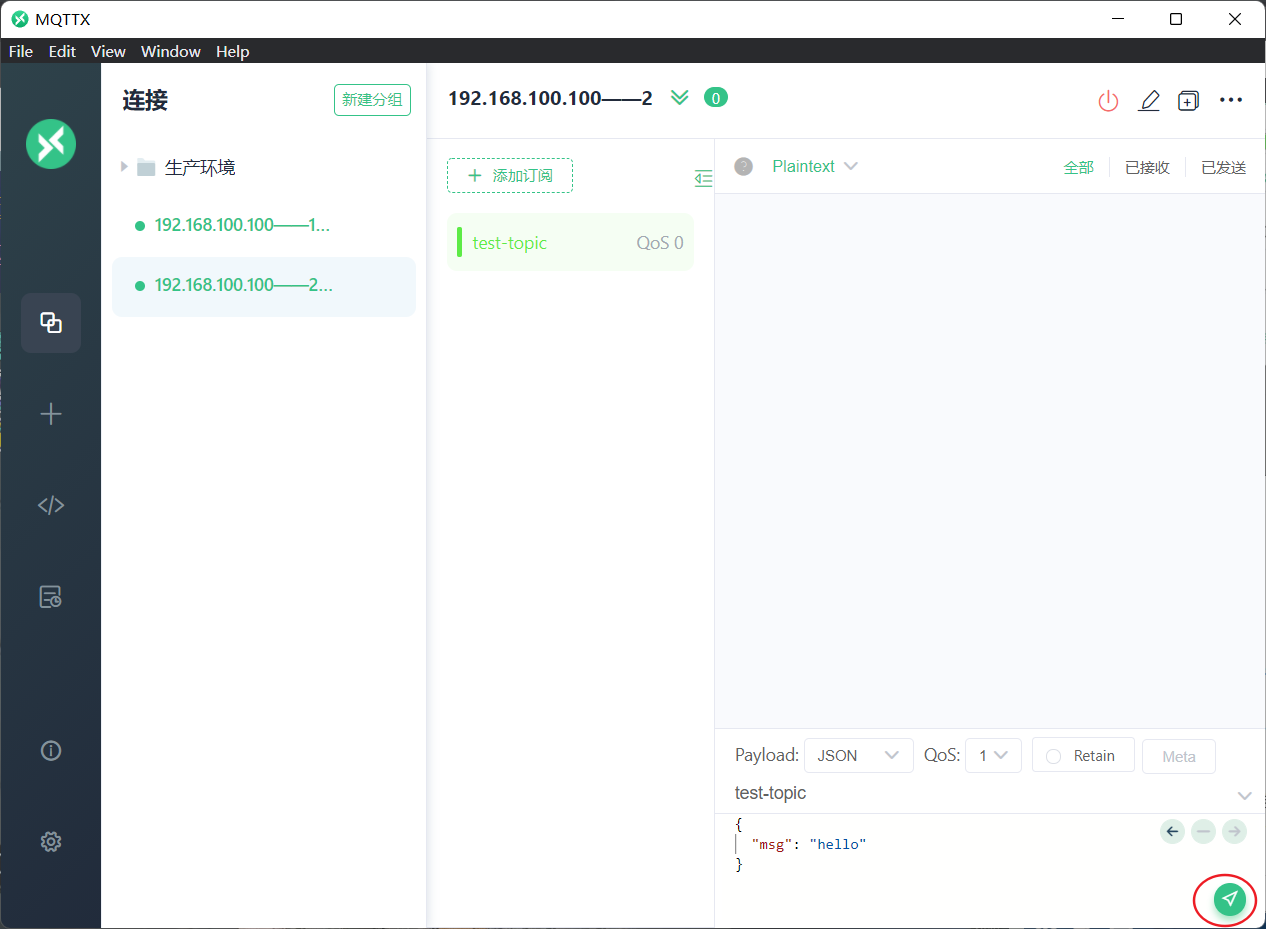 MQTTX
File Edit View Window Help
连接 新建分组
生产环境
192.168.100.100——1...
192.168.100.100——2...
192.168.100.100——2 0
添加订阅
test-topic QoS 0
? Plaintext 全部 已接收 已发送
Payload: JSON QoS: 1 Retain Meta
test-topic
{
"msg": "hello"
}